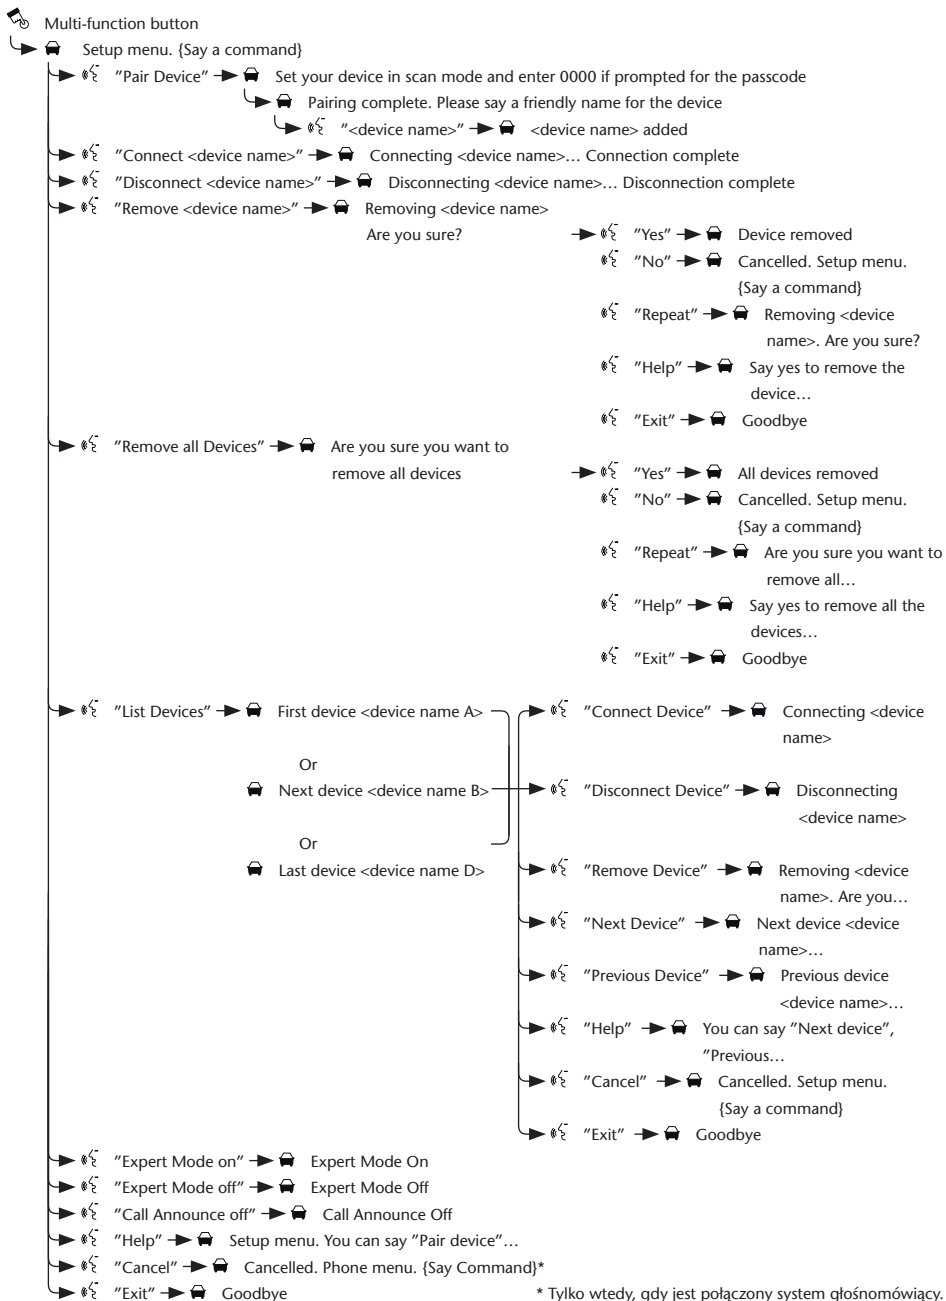 Multi-function button
Setup menu. {Say a command}
"Pair Device" Set your device in scan mode and enter 0000 if prompted for the passcode
Pairing complete. Please say a friendly name for the device
"<device name>" <device name> added
"Connect <device name>" Connecting <device name>… Connection complete
"Disconnect <device name>" Disconnecting <device name>… Disconnection complete
"Remove <device name>" Removing <device name>
Are you sure? "Yes" Device removed
"No" Cancelled. Setup menu.
{Say a command}
"Repeat" Removing <device
name>. Are you sure?
"Help" Say yes to remove the
device…
"Exit" Goodbye
"Remove all Devices" Are you sure you want to
remove all devices "Yes" All devices removed
"No" Cancelled. Setup menu.
{Say a command}
"Repeat" Are you sure you want to
remove all…
"Help" Say yes to remove all the
devices…
"Exit" Goodbye
"List Devices" First device <device name A> "Connect Device" Connecting <device
name>
Or
Next device <device name B> "Disconnect Device" Disconnecting
<device name>
Or
Last device <device name D> "Remove Device" Removing <device
name>. Are you…
"Next Device" Next device <device
name>…
"Previous Device" Previous device
<device name>…
"Help" You can say "Next device",
"Previous…
"Cancel" Cancelled. Setup menu.
{Say a command}
"Exit" Goodbye
"Expert Mode on" Expert Mode On
"Expert Mode off" Expert Mode Off
"Call Announce off" Call Announce Off
"Help" Setup menu. You can say "Pair device"…
"Cancel" Cancelled. Phone menu. {Say Command}*
"Exit" Goodbye * Tylko wtedy, gdy jest połączony system głośnomówiący.